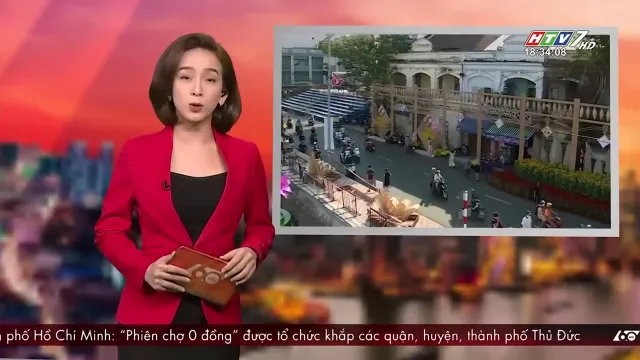 HTV7 HD
18:34:08
phố Hồ Chí Minh: “Phiên chợ 0 đồng” được tổ chức khắp các quận, huyện, thành phố Thủ Đức